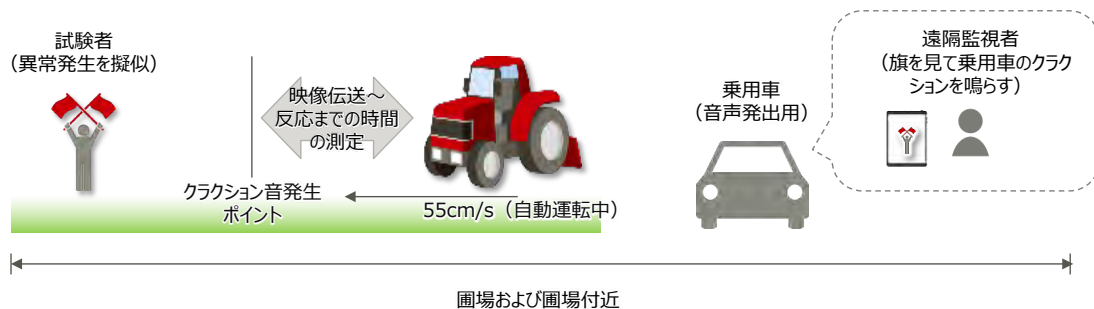 試験者
（異常発生を擬似）
映像伝送～
反応までの時間
の測定
クラクション音発生
ポイント
55cm/s（自動運転中）
乗用車
（音声発出用）
遠隔監視者
（旗を見て乗用車のクラク
ションを鳴らす）
圃場および圃場付近